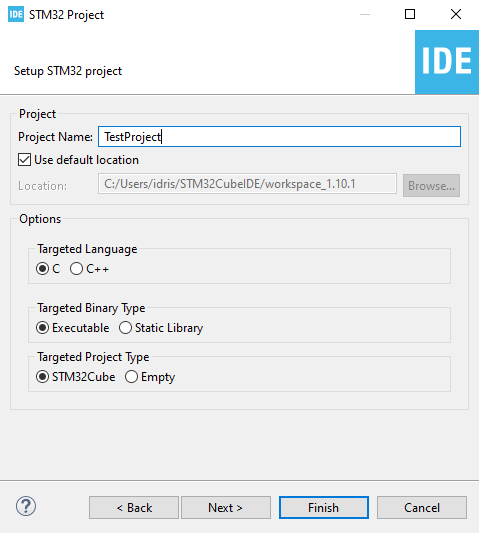 IDE STM32 Project
IDE
Setup STM32 project
Project
Project Name: TestProject
Use default location
Location: C:/Users/idris/STM32CubeIDE/workspace_1.10.1 Browse...
Options
Targeted Language
C C++
Targeted Binary Type
Executable Static Library
Targeted Project Type
STM32Cube Empty
? < Back Next > Finish Cancel